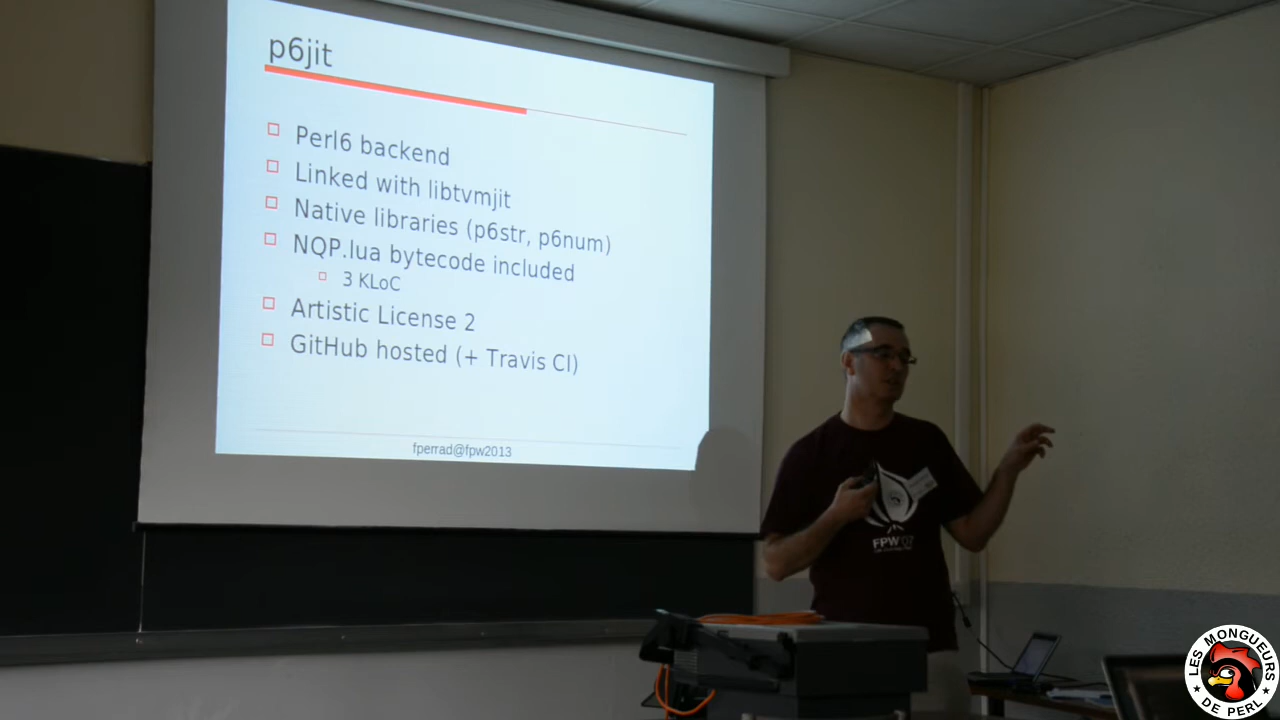 p6jit
Perl6 backend
Linked with libtvmjit
Native libraries (p6str, p6num)
NQP.lua bytecode included
3 KLoC
Artistic License 2
GitHub hosted (+ Travis CI)
fperrad@fpw2013
FPW'07
LES MONGUEURS
DE PERL